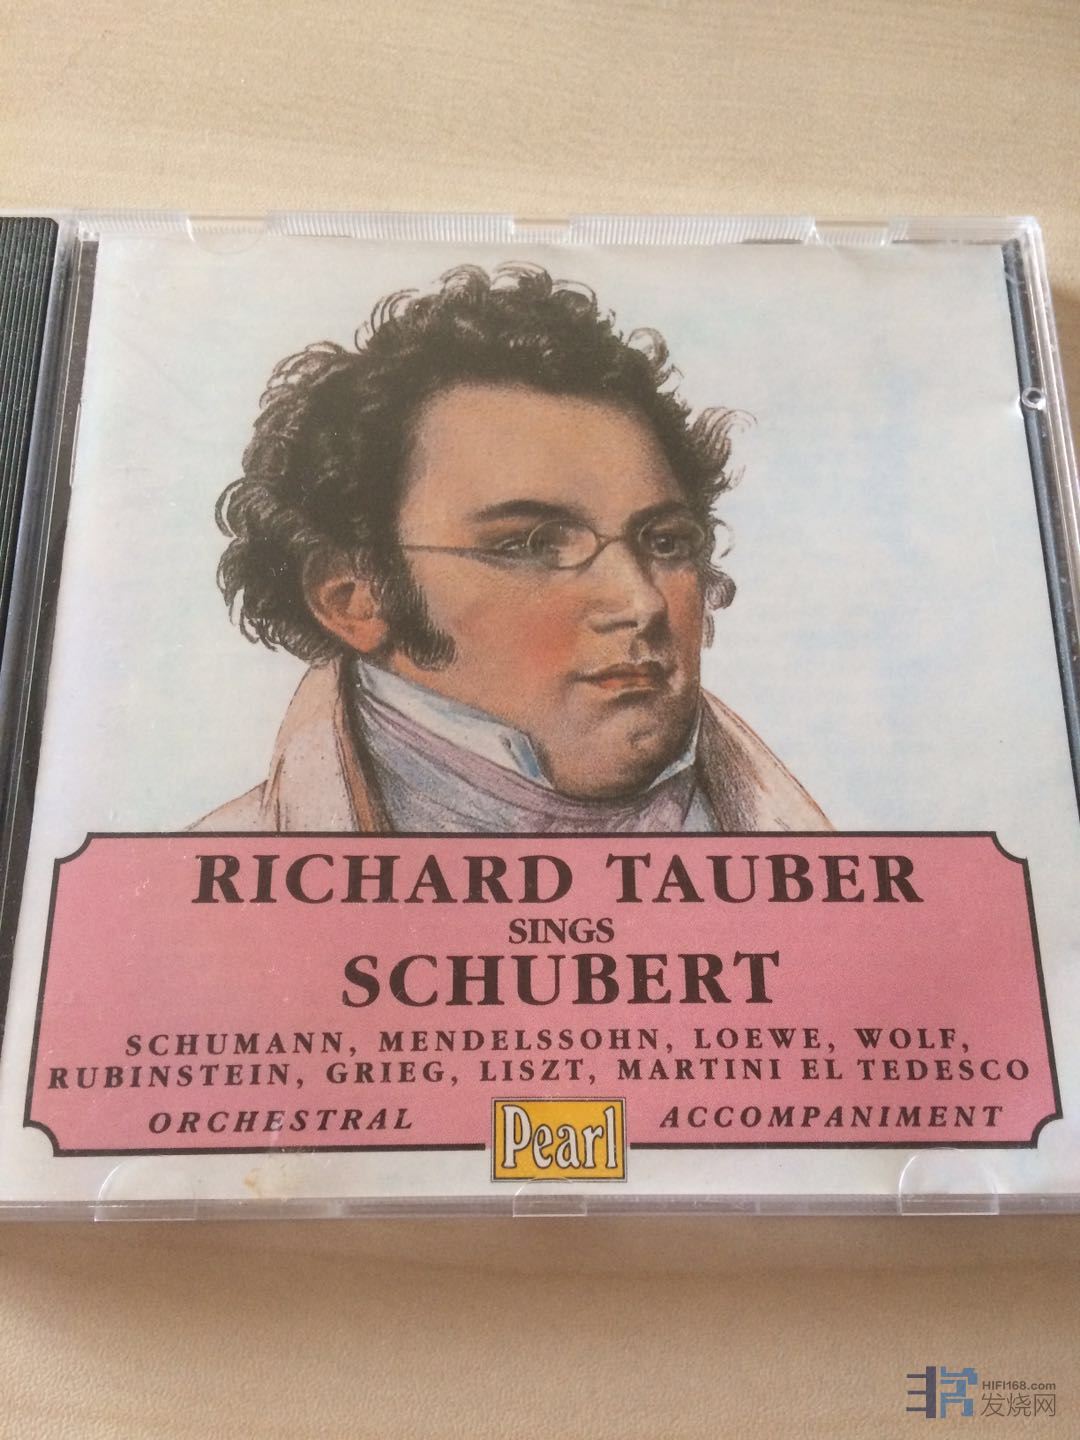 RICHARD TAUBER
SINGS
SCHUBERT
SCHUMANN, MENDELSSOHN, LOEWE, WOLF,
RUBINSTEIN, GRIEG, LISZT, MARTINI EL TEDESCO
ORCHESTRAL Pearl ACCOMPANIMENT
HIFI168.com
发烧网